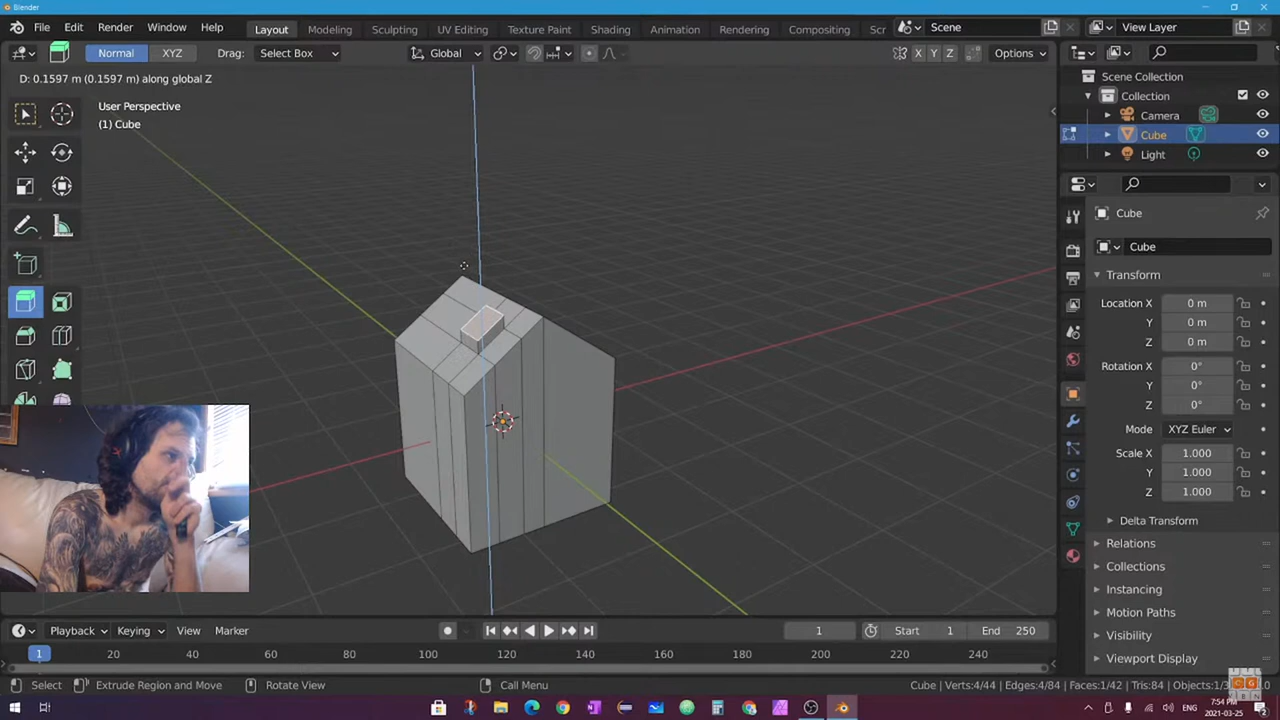 Blender
File Edit Render Window Help
Layout Modeling Sculpting UV Editing Texture Paint Shading Animation Rendering Compositing Scr
Scene
View Layer
Normal XYZ Drag: Select Box
Global
X Y Z Options
D: 0.1597 m (0.1597 m) along global Z
User Perspective
(1) Cube
Scene Collection
Collection
Camera
Cube
Light
Cube
Cube
Transform
Location X 0 m
Y 0 m
Z 0 m
Rotation X 0°
Y 0°
Z 0°
Mode XYZ Euler
Scale X 1.000
Y 1.000
Z 1.000
Delta Transform
Relations
Collections
Instancing
Motion Paths
Visibility
Viewport Display
Playback Keying View Marker
1 Start 1 End 250
1 20 40 60 80 100 120 140 160 180 200 220 240
Select Extrude Region and Move Rotate View Call Menu
Cube | Verts:4/44 | Edges:4/84 | Faces:1/42 | Tris:84 | Objects:1/
ENG
7:54 PM
2021-03-25